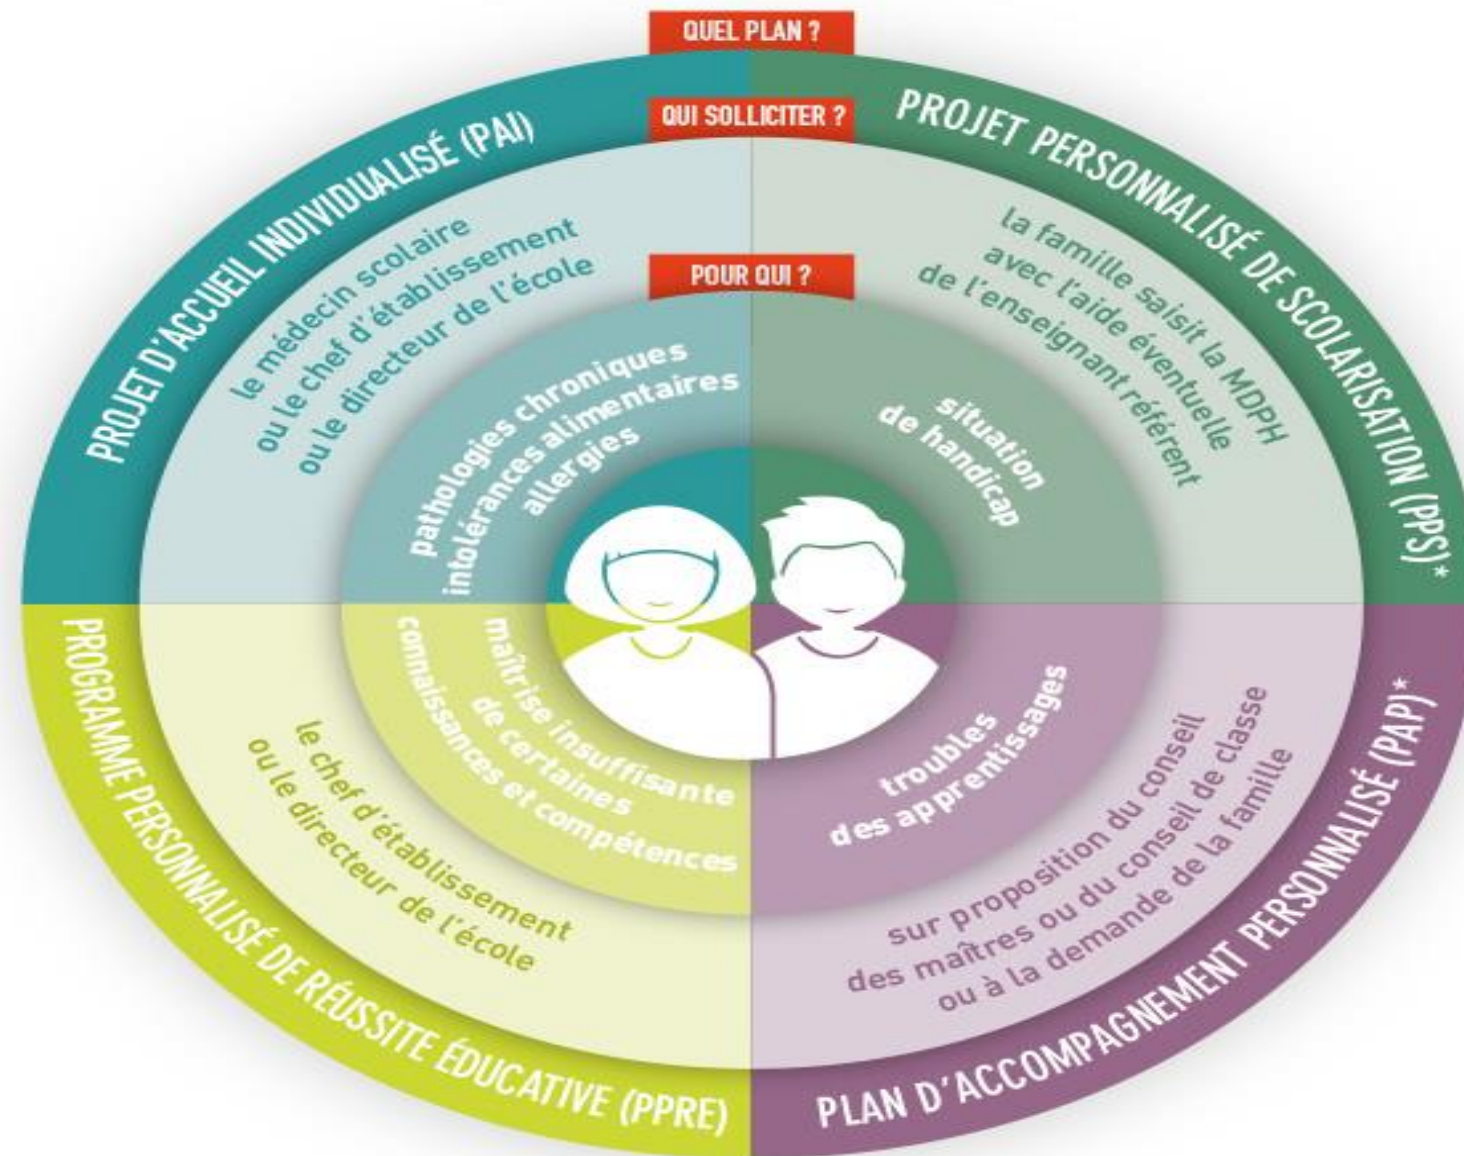 QUEL PLAN ?
QUI SOLLICITER ?
POUR QUI ?
PROJET D'ACCUEIL INDIVIDUALISÉ (PAI)
le médecin scolaire
ou le chef d'établissement
ou le directeur de l'école
pathologies chroniques
intolérances alimentaires
allergies
PROJET PERSONNALISÉ DE SCOLARISATION (PPS)*
la famille saisit la MDPH
avec l'aide éventuelle
de l'enseignant référent
situation
de handicap
PROGRAMME PERSONNALISÉ DE RÉUSSITE ÉDUCATIVE (PPRE)
le chef d'établissement
ou le directeur de l'école
maîtrise insuffisante
de certaines
connaissances et compétences
PLAN D'ACCOMPAGNEMENT PERSONNALISÉ (PAP)*
sur proposition du conseil
des maîtres ou du conseil de classe
ou à la demande de la famille
troubles
des apprentissages